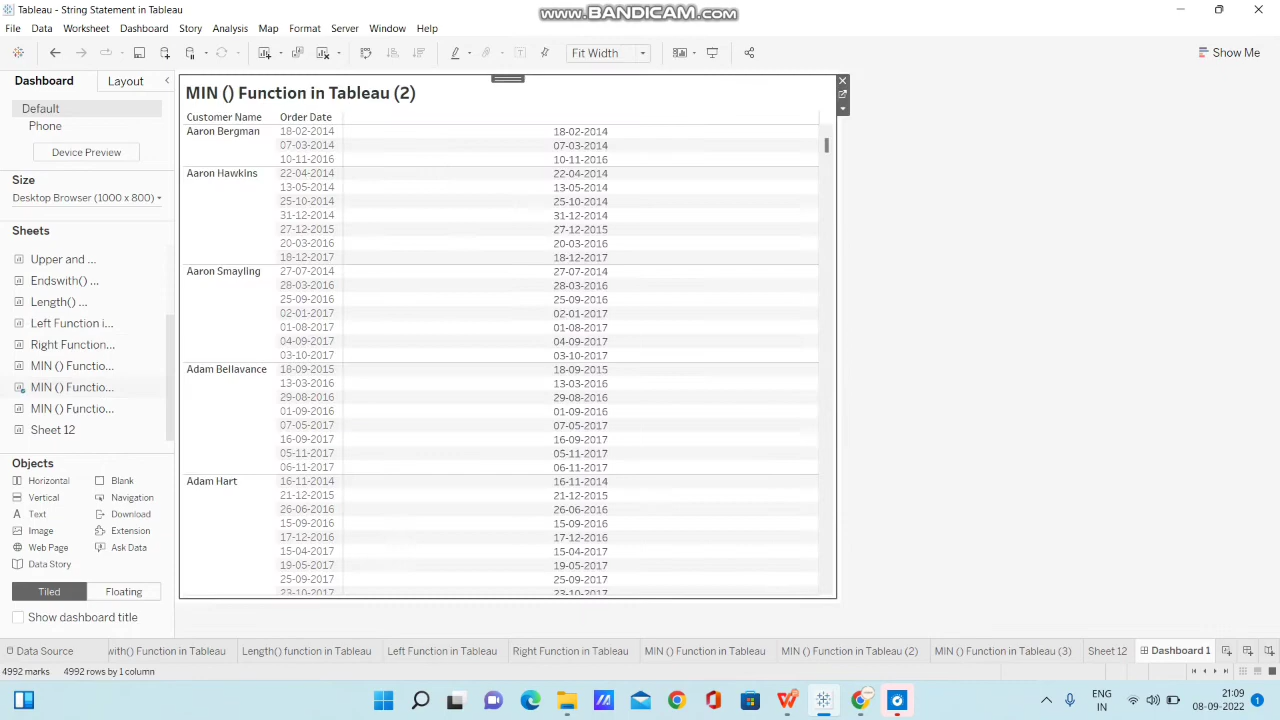 Tableau - String Statement in Tableau
WWW.BANDICAM.COM
File Data Worksheet Dashboard Story Analysis Map Format Server Window Help
Fit Width
Show Me
Dashboard Layout
Default
Phone
Device Preview
Size
Desktop Browser (1000 x 800)
Sheets
Upper and ...
Endswith() ...
Length() ...
Left Function i...
Right Function...
MIN () Functio...
MIN () Functio...
MIN () Functio...
Sheet 12
Objects
Horizontal Blank
Vertical Navigation
Text Download
Image Extension
Web Page Ask Data
Data Story
Tiled Floating
Show dashboard title
MIN () Function in Tableau (2)
Customer Name Order Date
Aaron Bergman 18-02-2014 18-02-2014
07-03-2014 07-03-2014
10-11-2016 10-11-2016
Aaron Hawkins 22-04-2014 22-04-2014
13-05-2014 13-05-2014
25-10-2014 25-10-2014
31-12-2014 31-12-2014
27-12-2015 27-12-2015
20-03-2016 20-03-2016
18-12-2017 18-12-2017
Aaron Smayling 27-07-2014 27-07-2014
28-03-2016 28-03-2016
25-09-2016 25-09-2016
02-01-2017 02-01-2017
01-08-2017 01-08-2017
04-09-2017 04-09-2017
03-10-2017 03-10-2017
Adam Bellavance 18-09-2015 18-09-2015
13-03-2016 13-03-2016
29-08-2016 29-08-2016
01-09-2016 01-09-2016
07-05-2017 07-05-2017
16-09-2017 16-09-2017
05-11-2017 05-11-2017
06-11-2017 06-11-2017
Adam Hart 16-11-2014 16-11-2014
21-12-2015 21-12-2015
26-06-2016 26-06-2016
15-09-2016 15-09-2016
17-12-2016 17-12-2016
15-04-2017 15-04-2017
19-05-2017 19-05-2017
25-09-2017 25-09-2017
23-10-2017 23-10-2017
Data Source with() Function in Tableau Length() function in Tableau Left Function in Tableau Right Function in Tableau MIN () Function in Tableau MIN () Function in Tableau (2) MIN () Function in Tableau (3) Sheet 12 Dashboard 1
4992 marks 4992 rows by 1 column
ENG 21:09
IN 08-09-2022 1